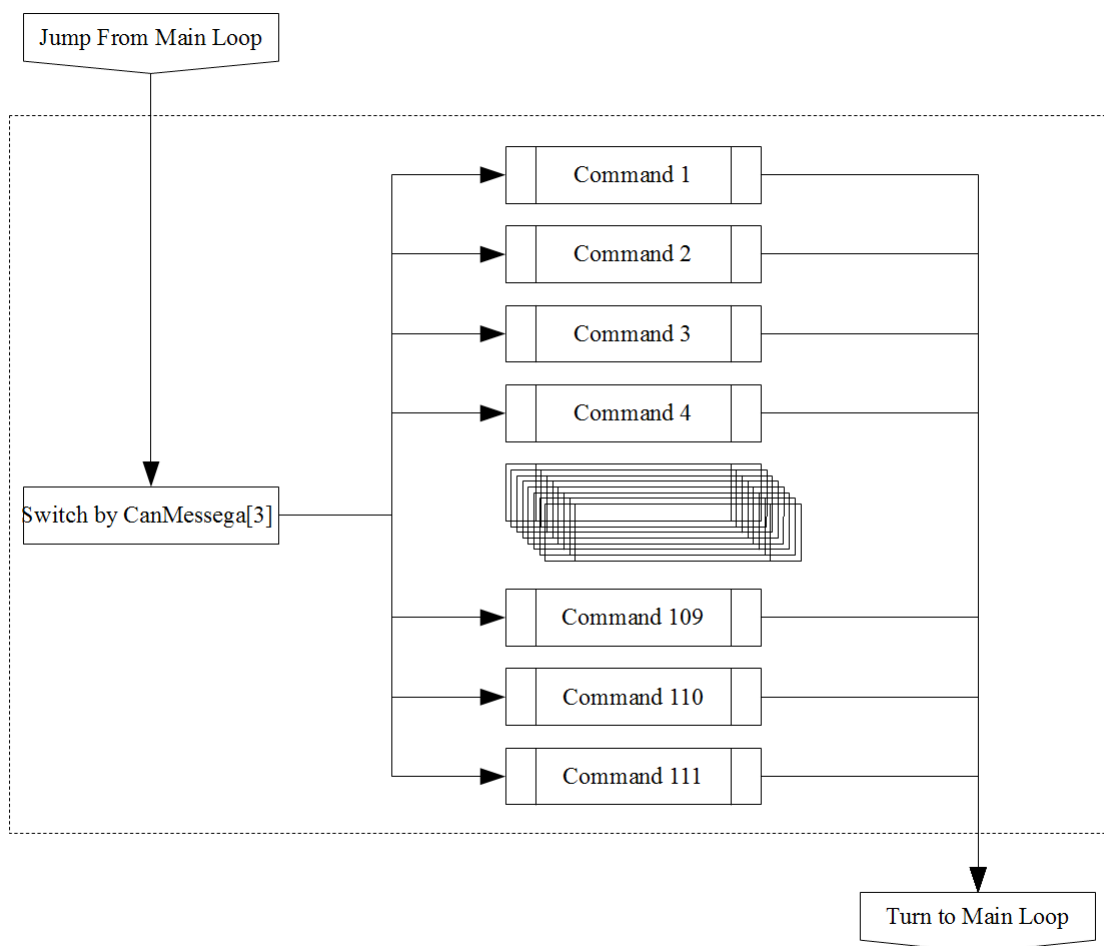 Jump From Main Loop
Command 1
Command 2
Command 3
Command 4
Switch by CanMessega[3]
Command 109
Command 110
Command 111
Turn to Main Loop